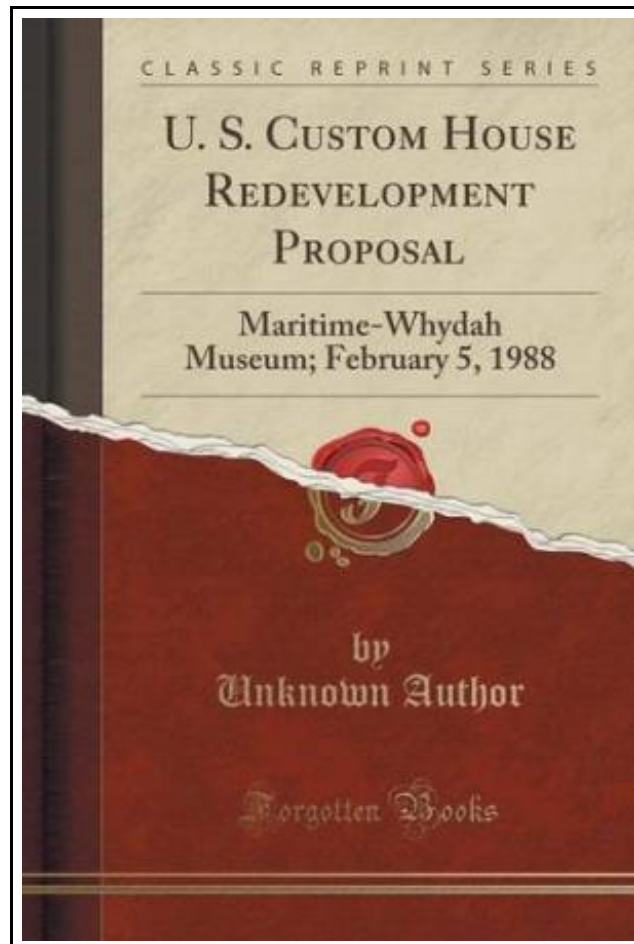 CLASSIC REPRINT SERIES
U. S. CUSTOM HOUSE
REDEVELOPMENT
PROPOSAL
Maritime-Whydah
Museum; February 5, 1988
F
by
Unknown Author
Forgotten Books